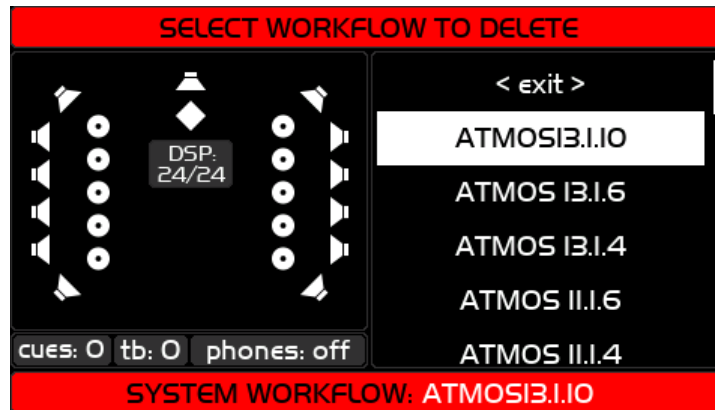 SELECT WORKFLOW TO DELETE
DSP:
24/24
cues: 0 tb: 0 phones: off
< exit >
ATMOS13.1.10
ATMOS 13.1.6
ATMOS 13.1.4
ATMOS 11.1.6
ATMOS 11.1.4
SYSTEM WORKFLOW: ATMOS13.1.10